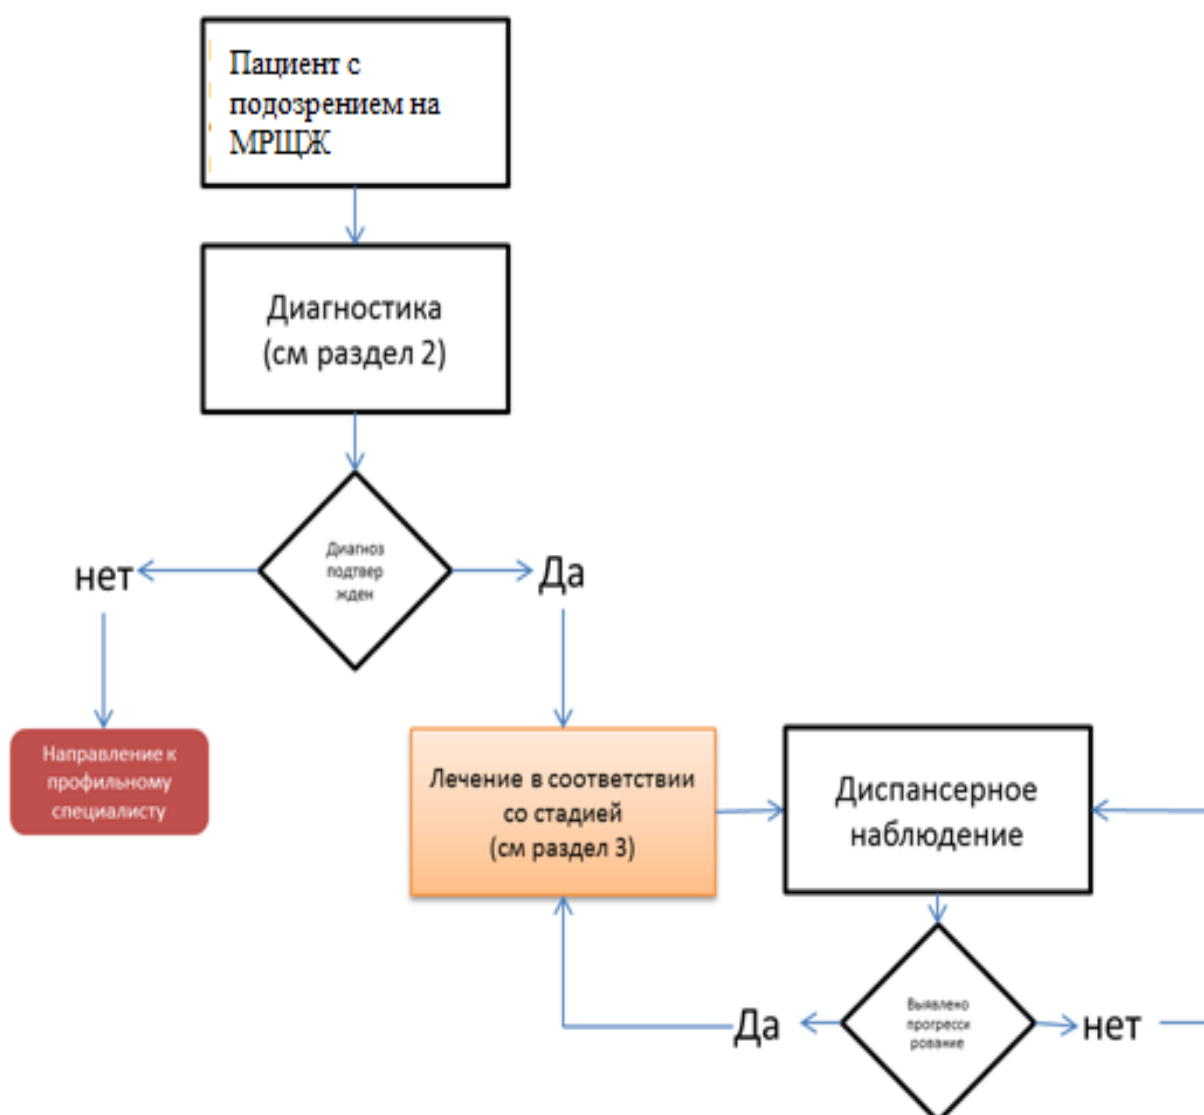 Пациент с
подозрением на
МРЩЖ
Диагностика
(см раздел 2)
Диагноз
подтвер
жден
нет
Да
Направление к
профильному
специалисту
Лечение в соответствии
со стадией
(см раздел 3)
Диспансерное
наблюдение
Выявлено
прогресси
рование
Да
нет